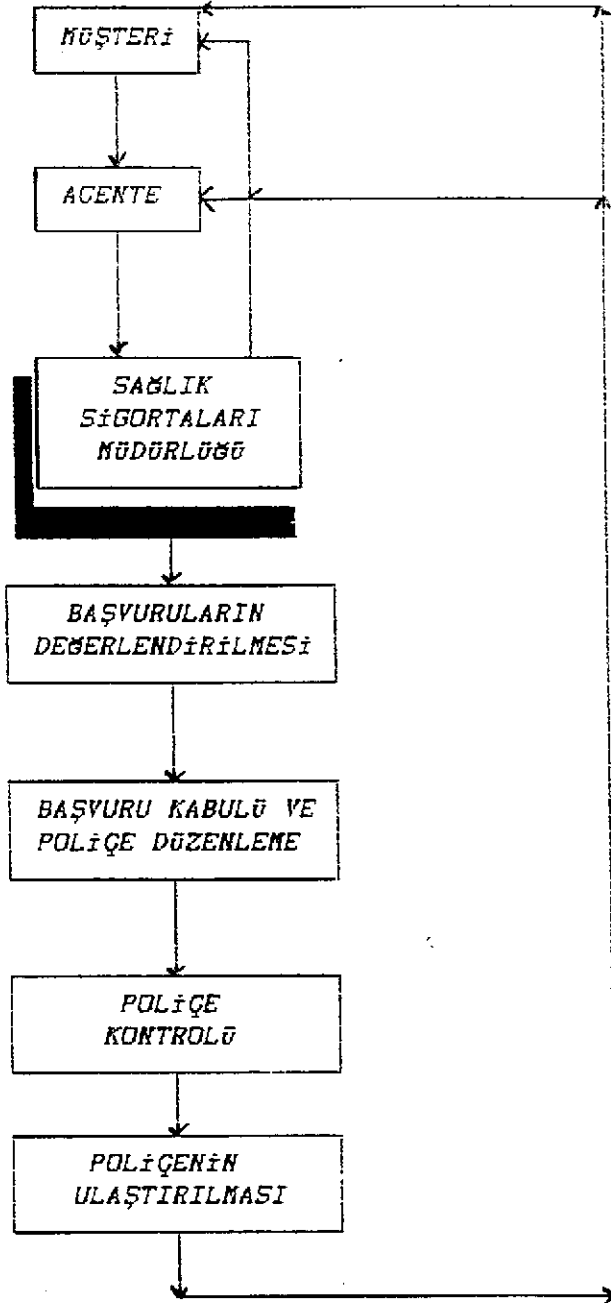 MÜŞTERİ
ACENTE
SAĞLIK
SİGORTALARI
MÜDÜRLÜĞÜ
BAŞVURULARIN
DEĞERLENDİRİLMESİ
BAŞVURU KABULÜ VE
POLİÇE DÜZENLEME
POLİÇE
KONTROLÜ
POLİÇENİN
ULAŞTIRILMASI